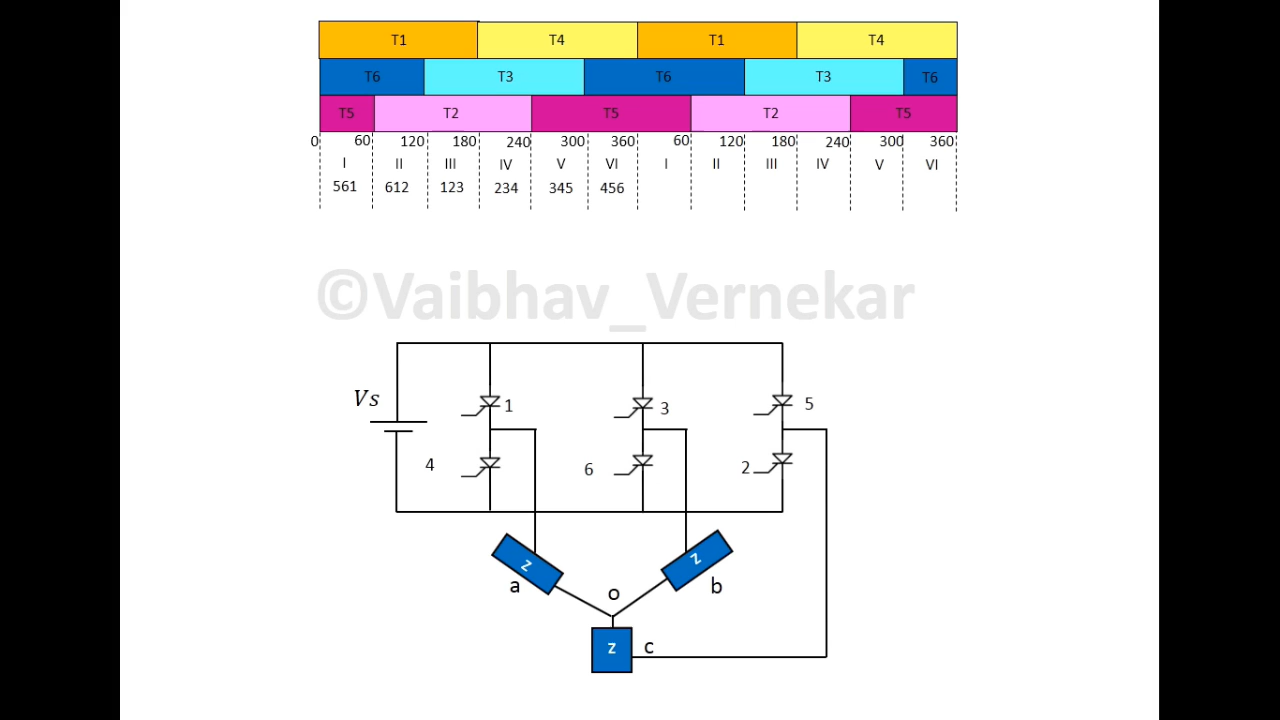 T1 T4 T1 T4
T6 T3 T6 T3 T6
T5 T2 T5 T2 T5
0 60 120 180 240 300 360 60 120 180 240 300 360
I II III IV V VI I II III IV V VI
561 612 123 234 345 456
©Vaibhav_Vernekar
Vs
1 3 5
4 6 2
z z
a o b
z c